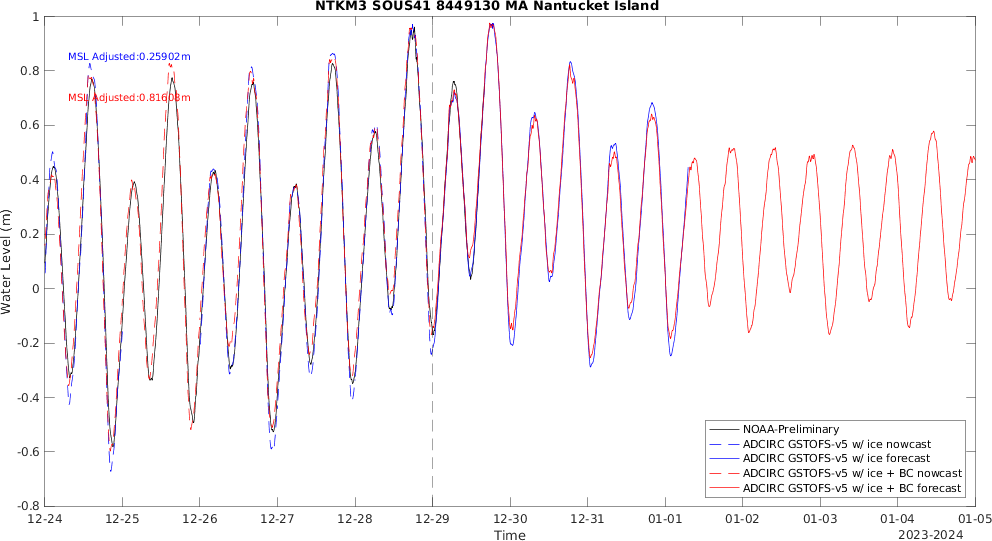 NTKM3 SOUS41 8449130 MA Nantucket Island
MSL Adjusted:0.25902m
MSL Adjusted:0.81603m
Water Level (m)
1
0.8
0.6
0.4
0.2
0
-0.2
-0.4
-0.6
-0.8
NOAA-Preliminary
ADCIRC GSTOFS-v5 w/ ice nowcast
ADCIRC GSTOFS-v5 w/ ice forecast
ADCIRC GSTOFS-v5 w/ ice + BC nowcast
ADCIRC GSTOFS-v5 w/ ice + BC forecast
12-24 12-25 12-26 12-27 12-28 12-29 12-30 12-31 01-01 01-02 01-03 01-04 01-05
Time
2023-2024